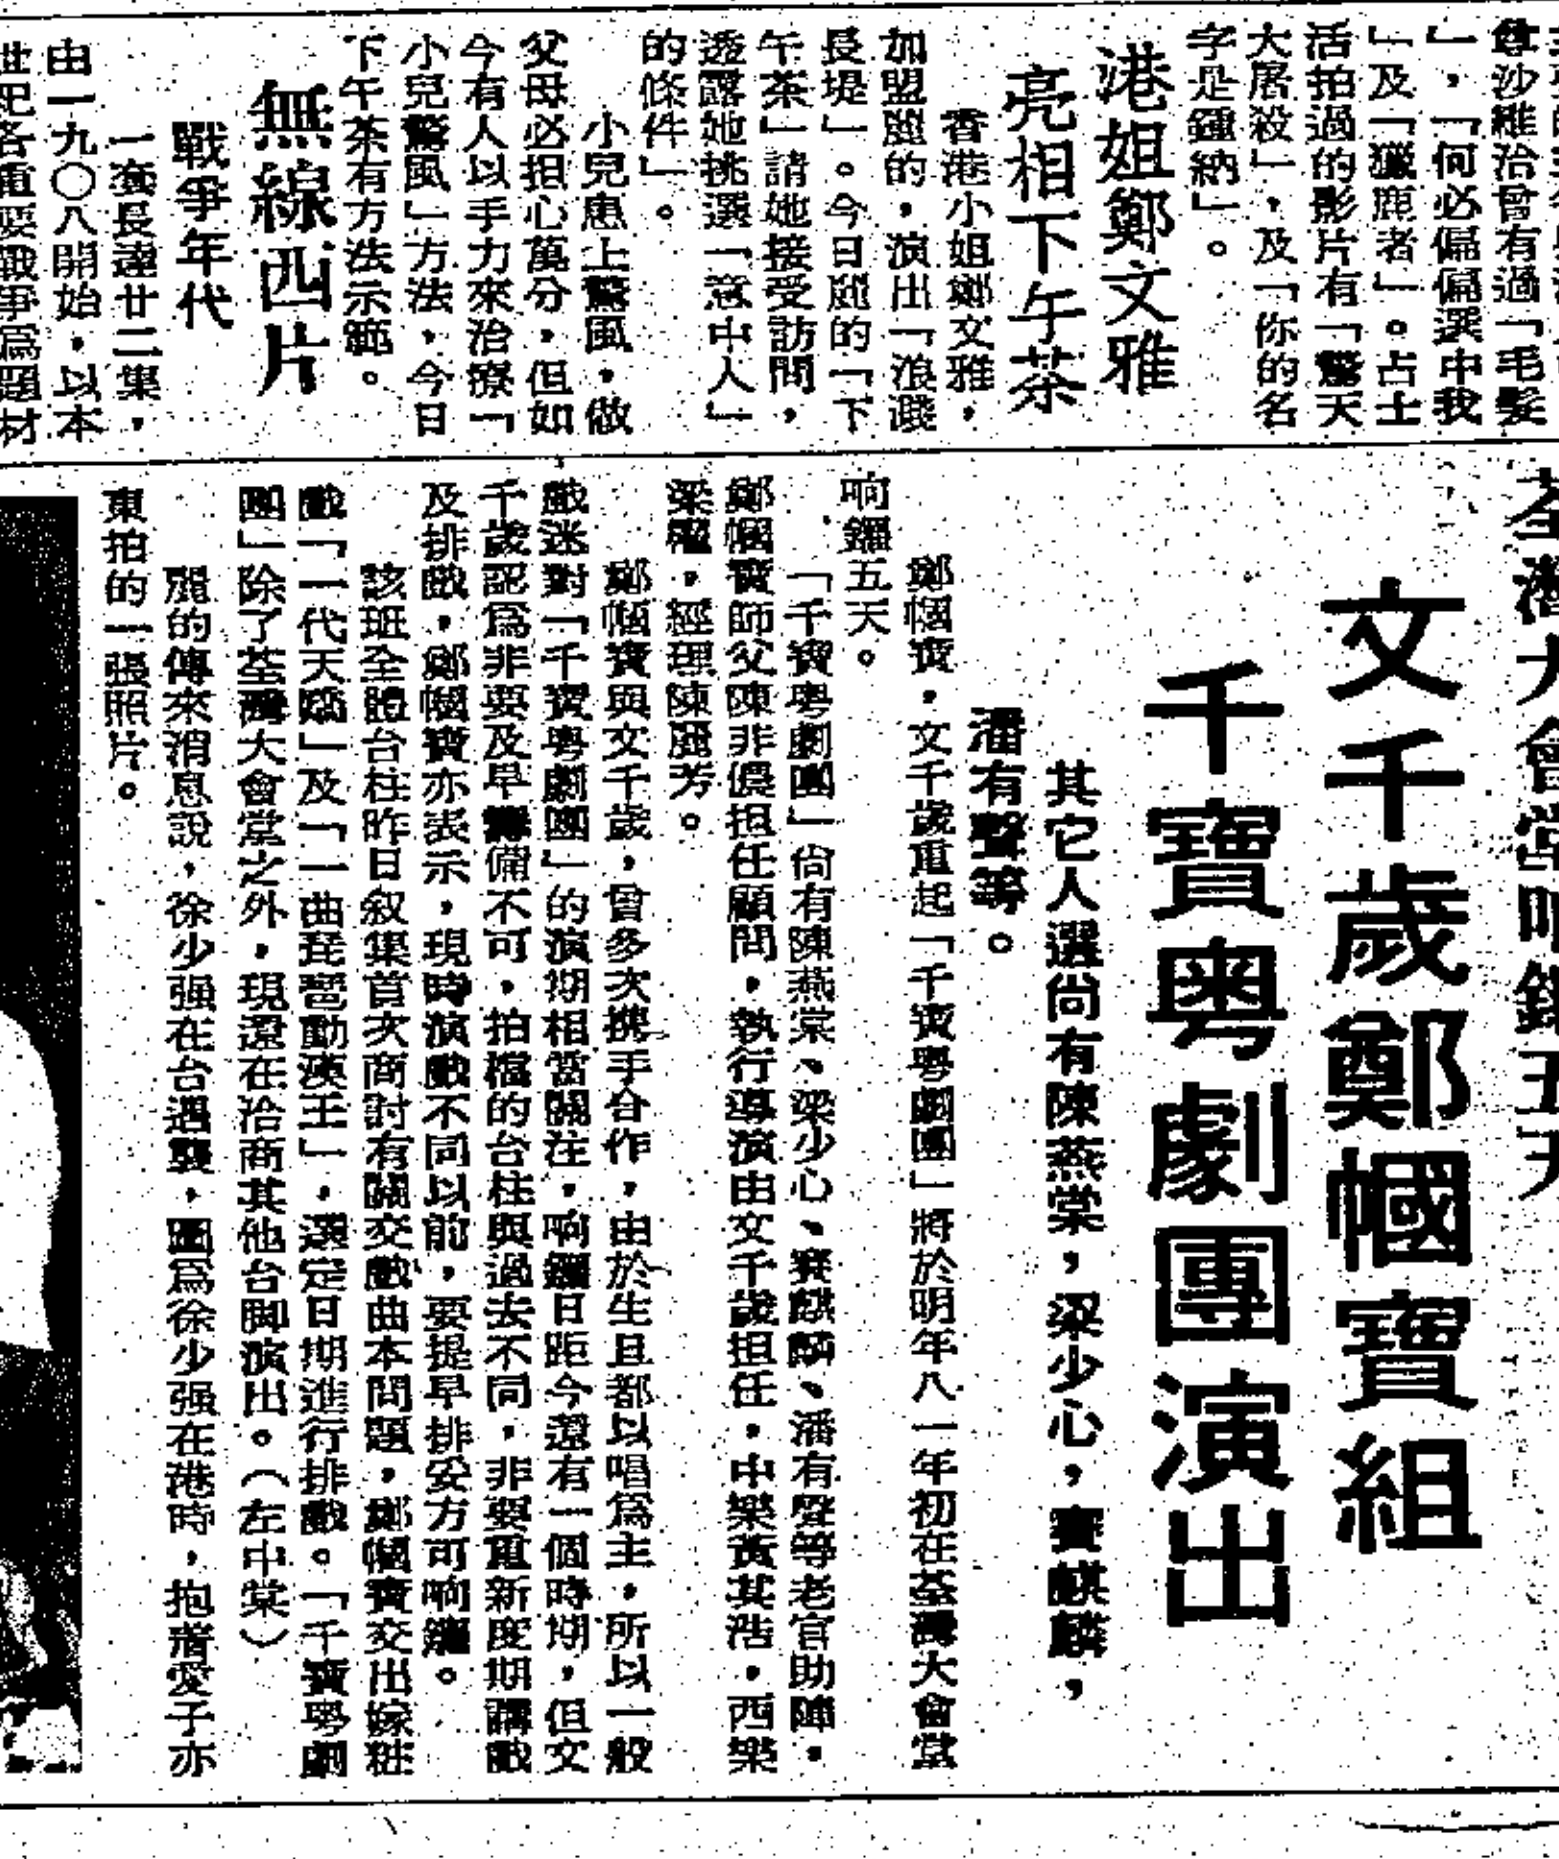 尊沙維治曾有過「毛髮
」，「何必偏偏選中我
」及「獵鹿者」。占士
活拍過的影片有「驚天
大屠殺」，及「你的名
字是鍾納」。
港姐鄭文雅
亮相下午茶
香港小姐鄭文雅，
加盟麗的，演出「浪濺
長堤」。今日麗的「下
午茶」請她接受訪問，
透露她挑選「意中人」
的條件」。
小兒患上驚風，做
父母必担心萬分，但如
今有人以手力來治療「
小兒驚風」方法，今日
下午茶有方法示範。
無線西片
戰爭年代
一套長達廿二集，
由一九〇八開始，以本
世紀各重要戰爭爲題材
荃灣大會堂响鑼五天
文千歲鄭幗寶組
千寶粵劇團演出
其它人選尚有陳燕棠，梁少心，賽麒麟，
潘有聲等。
鄭幗寶，文千歲重起「千寶粵劇團」將於明年八一年初在荃灣大會堂
响鑼五天。
「千寶粵劇團」尙有陳燕棠、梁少心、賽麒麟、潘有聲等老官助陣，
鄭幗寶師父陳非儂担任顧問，執行導演由文千歲担任，中樂黃其浩，西樂
梁權，經理陳麗芳。
鄭幗寶與文千歲，曾多次携手合作，由於生旦都以唱爲主，所以一般
戲迷對「千寶粵劇團」的演期相當關注，响鑼日距今還有一個時期，但文
千歲認爲非要及早籌備不可，拍檔的台柱與過去不同，非要重新度期講戲
及排戲，鄭幗寶亦表示，現時演戲不同以前，要提早排妥方可响鑼。
該班全體台柱昨日叙集首次商討有關交戲曲本問題，鄭幗寶交出嫁粧
戲「一代天嬌」及「一曲琵琶動漢王」，選定日期進行排戲。「千寶粵劇
團」除了荃灣大會堂之外，現還在洽商其他台脚演出。（左中棠）
麗的傳來消息說，徐少强在台遇襲，圖爲徐少强在港時，抱着愛子亦
東拍的一張照片。